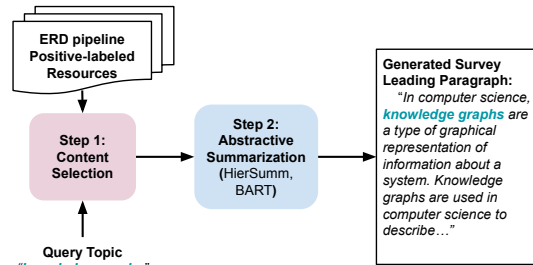 ERD pipeline
Positive-labeled
Resources
Step 1:
Content
Selection
Step 2:
Abstractive
Summarization
(HierSumm,
BART)
Query Topic
Generated Survey
Leading Paragraph:
“In computer science,
knowledge graphs are
a type of graphical
representation of
information about a
system. Knowledge
graphs are used in
computer science to
describe…”